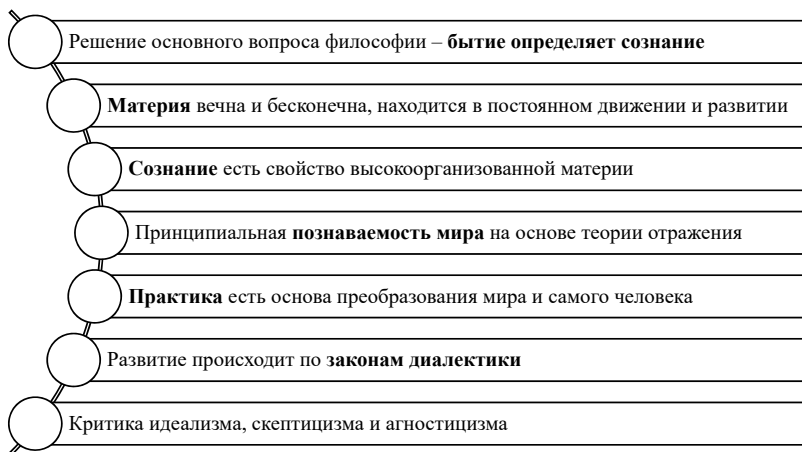 Решение основного вопроса философии – бытие определяет сознание
Материя вечна и бесконечна, находится в постоянном движении и развитии
Сознание есть свойство высокоорганизованной материи
Принципиальная познаваемость мира на основе теории отражения
Практика есть основа преобразования мира и самого человека
Развитие происходит по законам диалектики
Критика идеализма, скептицизма и агностицизма